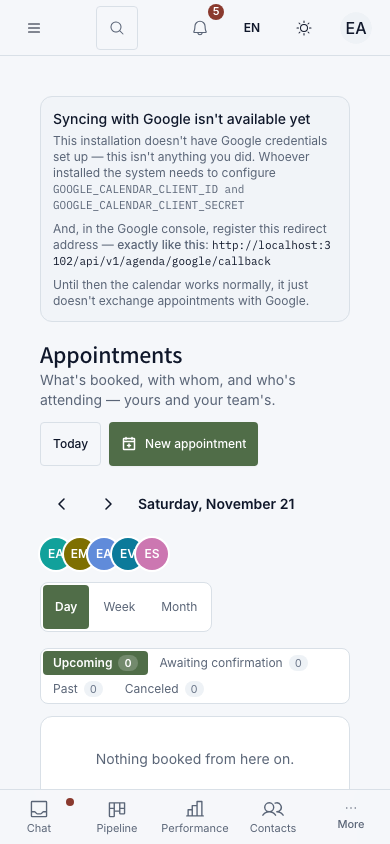 5
EN
EA
Syncing with Google isn't available yet
This installation doesn't have Google credentials
set up — this isn't anything you did. Whoever
installed the system needs to configure
GOOGLE_CALENDAR_CLIENT_ID and
GOOGLE_CALENDAR_CLIENT_SECRET
And, in the Google console, register this redirect
address — exactly like this: http://localhost:3
102/api/v1/agenda/google/callback
Until then the calendar works normally, it just
doesn't exchange appointments with Google.
Appointments
What's booked, with whom, and who's
attending — yours and your team's.
Today
New appointment
Saturday, November 21
EA EM EA EV ES
Day Week Month
Upcoming 0 Awaiting confirmation 0
Past 0 Canceled 0
Nothing booked from here on.
Chat Pipeline Performance Contacts More